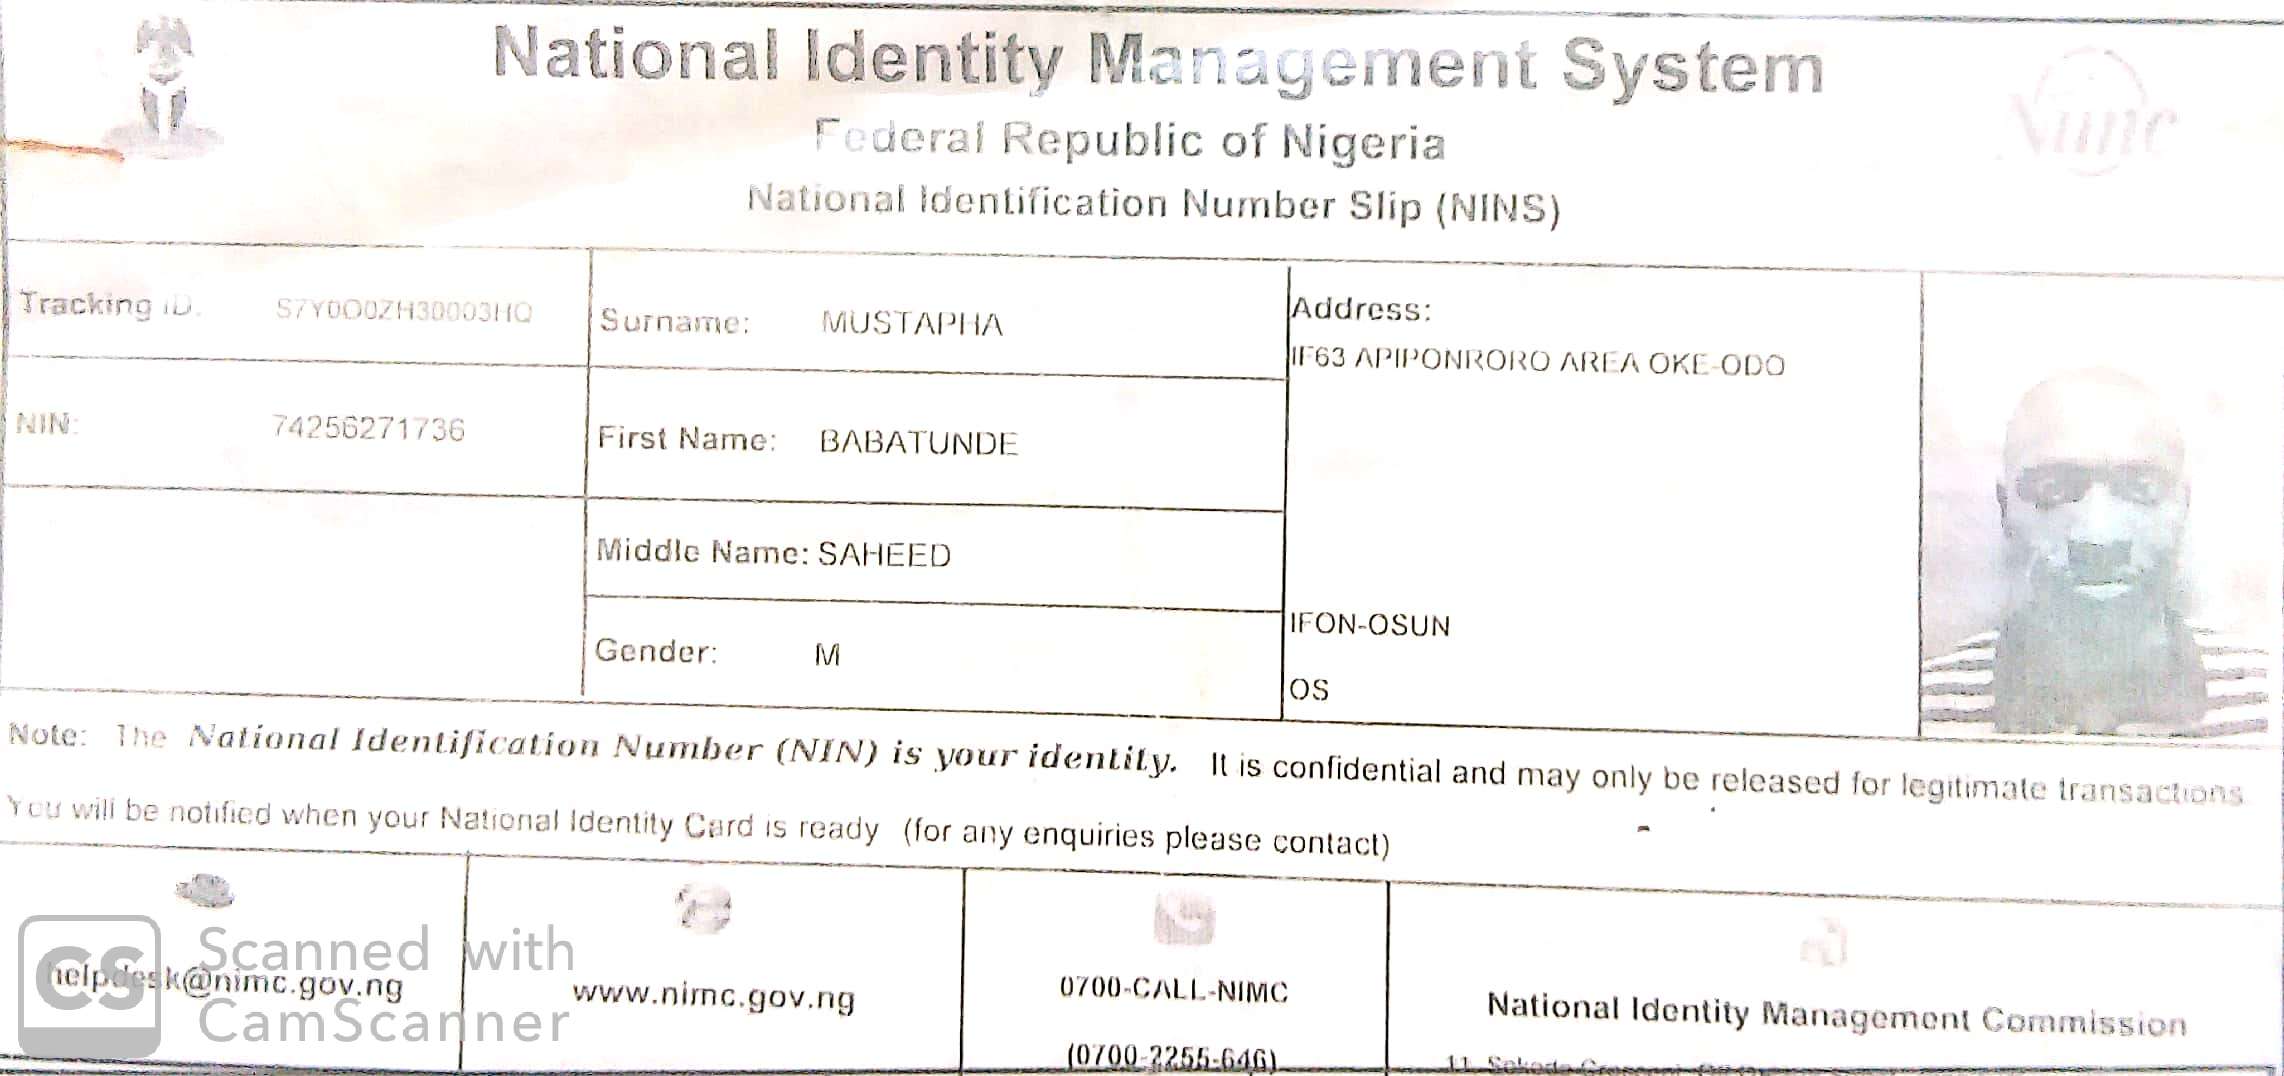 National Identity Management System
Federal Republic of Nigeria
National Identification Number Slip (NINS)
Nimc
Tracking ID. S7Y0O0ZH30003HQ
NIN: 74256271736
Surname: MUSTAPHA
First Name: BABATUNDE
Middle Name: SAHEED
Gender: M
Address:
IF63 APIPONRORO AREA OKE-ODO
IFON-OSUN
OS
Note: The National Identification Number (NIN) is your identity. It is confidential and may only be released for legitimate transactions
You will be notified when your National Identity Card is ready (for any enquiries please contact)
helpdesk@nimc.gov.ng
www.nimc.gov.ng
0700-CALL-NIMC
(0700-2255-646)
National Identity Management Commission
11, Sokode
CS Scanned with
CamScanner